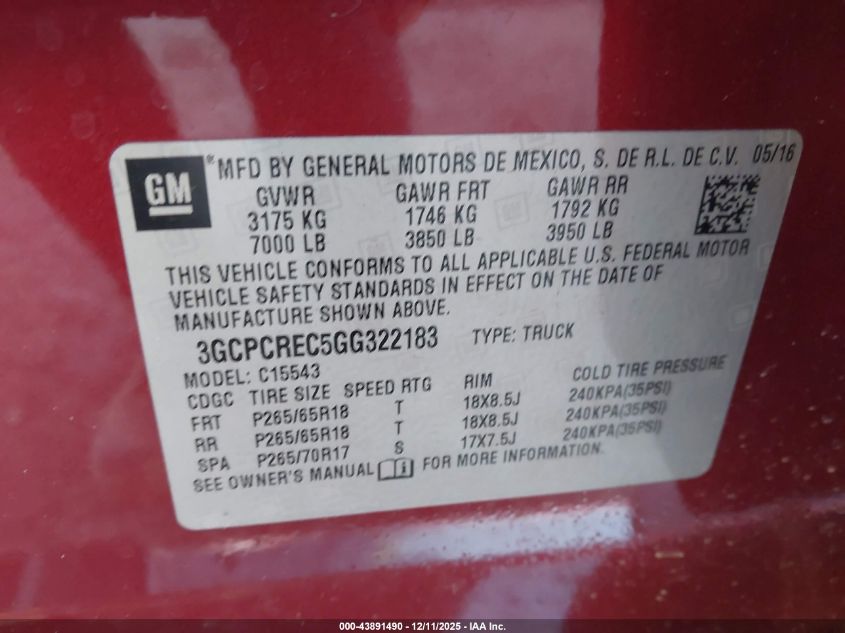 GM
®MFD BY GENERAL MOTORS DE MEXICO, S. DE R.L. DE C.V. 05/16
GVWR GAWR FRT GAWR RR
3175 KG 1746 KG 1792 KG
7000 LB 3850 LB 3950 LB
THIS VEHICLE CONFORMS TO ALL APPLICABLE U.S. FEDERAL MOTOR
VEHICLE SAFETY STANDARDS IN EFFECT ON THE DATE OF
MANUFACTURE SHOWN ABOVE.
3GCPCREC5GG322183 TYPE: TRUCK
MODEL: C15543
CDGC TIRE SIZE SPEED RTG RIM COLD TIRE PRESSURE
FRT P265/65R18 T 18X8.5J 240KPA(35PSI)
RR P265/65R18 T 18X8.5J 240KPA(35PSI)
SPA P265/70R17 S 17X7.5J 240KPA(35PSI)
SEE OWNER'S MANUAL FOR MORE INFORMATION.
000-43891490 - 12/11/2025 - IAA Inc.